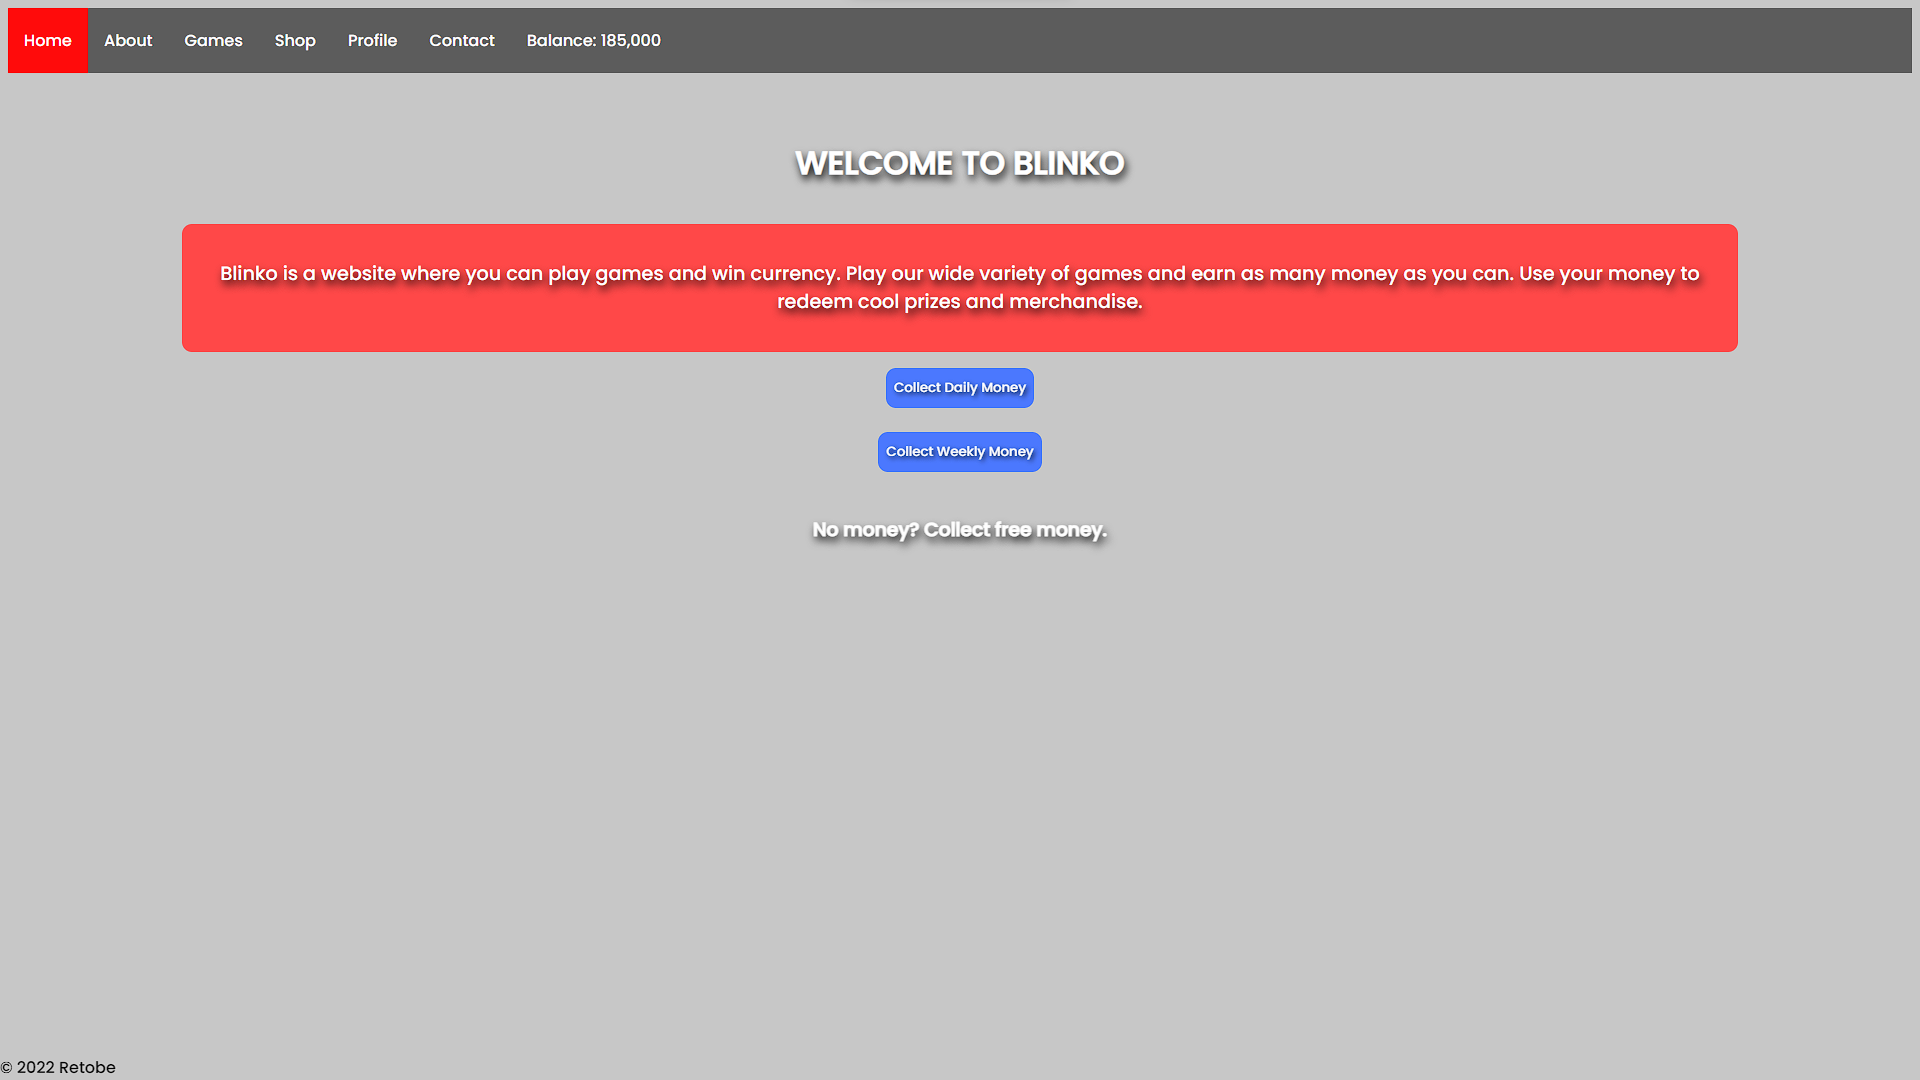 Home About Games Shop Profile Contact Balance: 185,000
WELCOME TO BLINKO
Blinko is a website where you can play games and win currency. Play our wide variety of games and earn as many money as you can. Use your money to
redeem cool prizes and merchandise.
Collect Daily Money
Collect Weekly Money
No money? Collect free money.
© 2022 Retobe